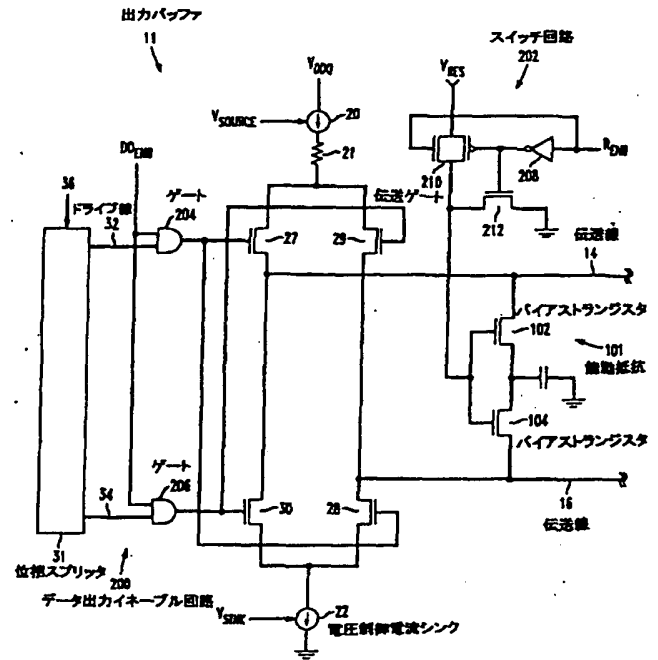 出力バッファ
11
スイッチ回路
202
VDDQ
VRES
VSOURCE
20
21
DOENB
RENB
208
210
212
36
ドライブ線
32
ゲート
204
27
伝送ゲート
29
伝送線
14
バイアストランジスタ
102
101
能動抵抗
104
バイアストランジスタ
ゲート
206
34
30
28
16
伝送線
31
位相スプリッタ
200
データ出力イネーブル回路
VSINK
22
電圧制御電流シンク